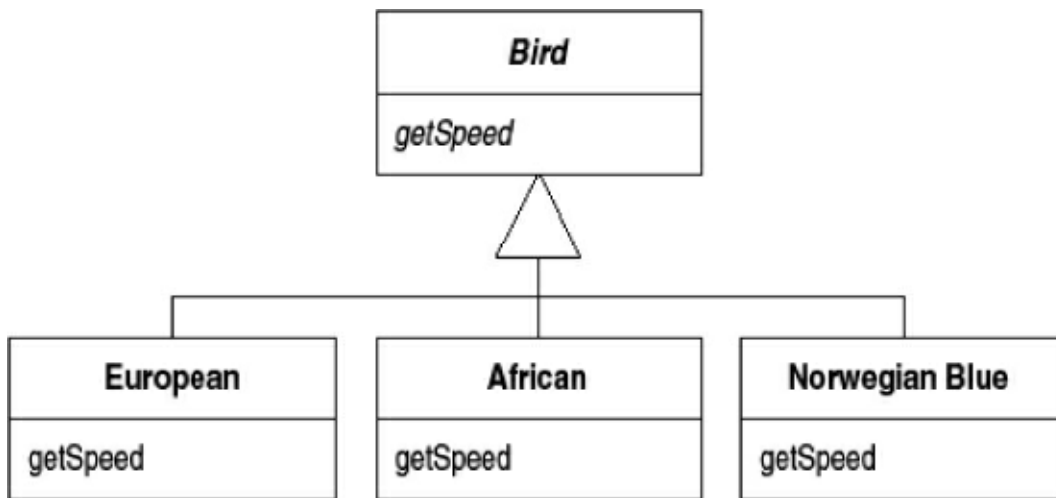 Bird
getSpeed
European
African
Norwegian Blue
getSpeed
getSpeed
getSpeed